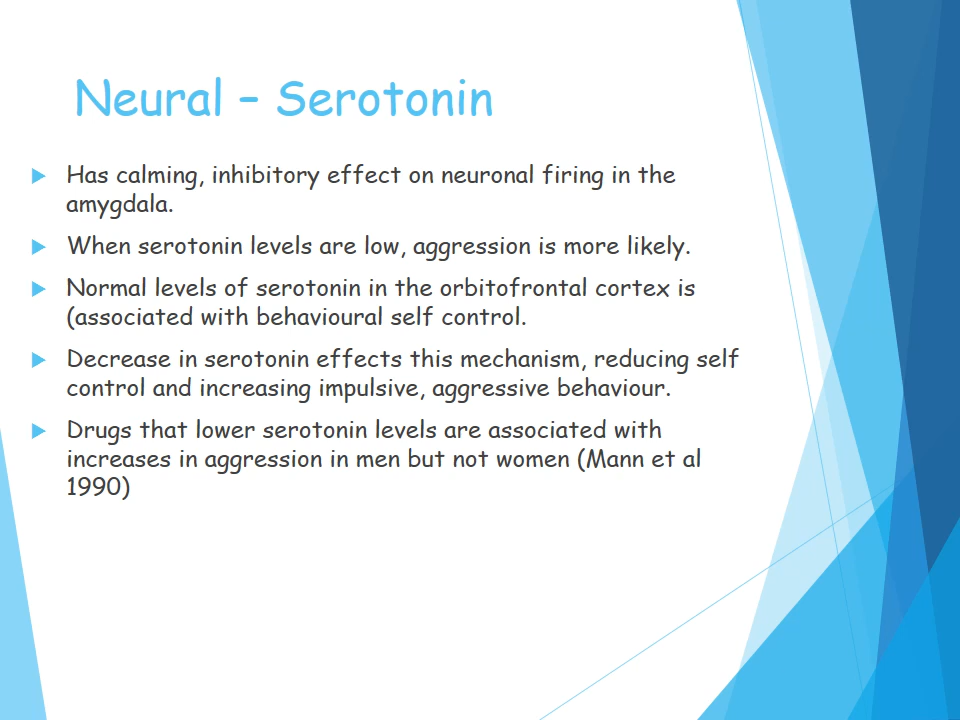 Neural – Serotonin
Has calming, inhibitory effect on neuronal firing in the
amygdala.
When serotonin levels are low, aggression is more likely.
Normal levels of serotonin in the orbitofrontal cortex is
(associated with behavioural self control.
Decrease in serotonin effects this mechanism, reducing self
control and increasing impulsive, aggressive behaviour.
Drugs that lower serotonin levels are associated with
increases in aggression in men but not women (Mann et al
1990)